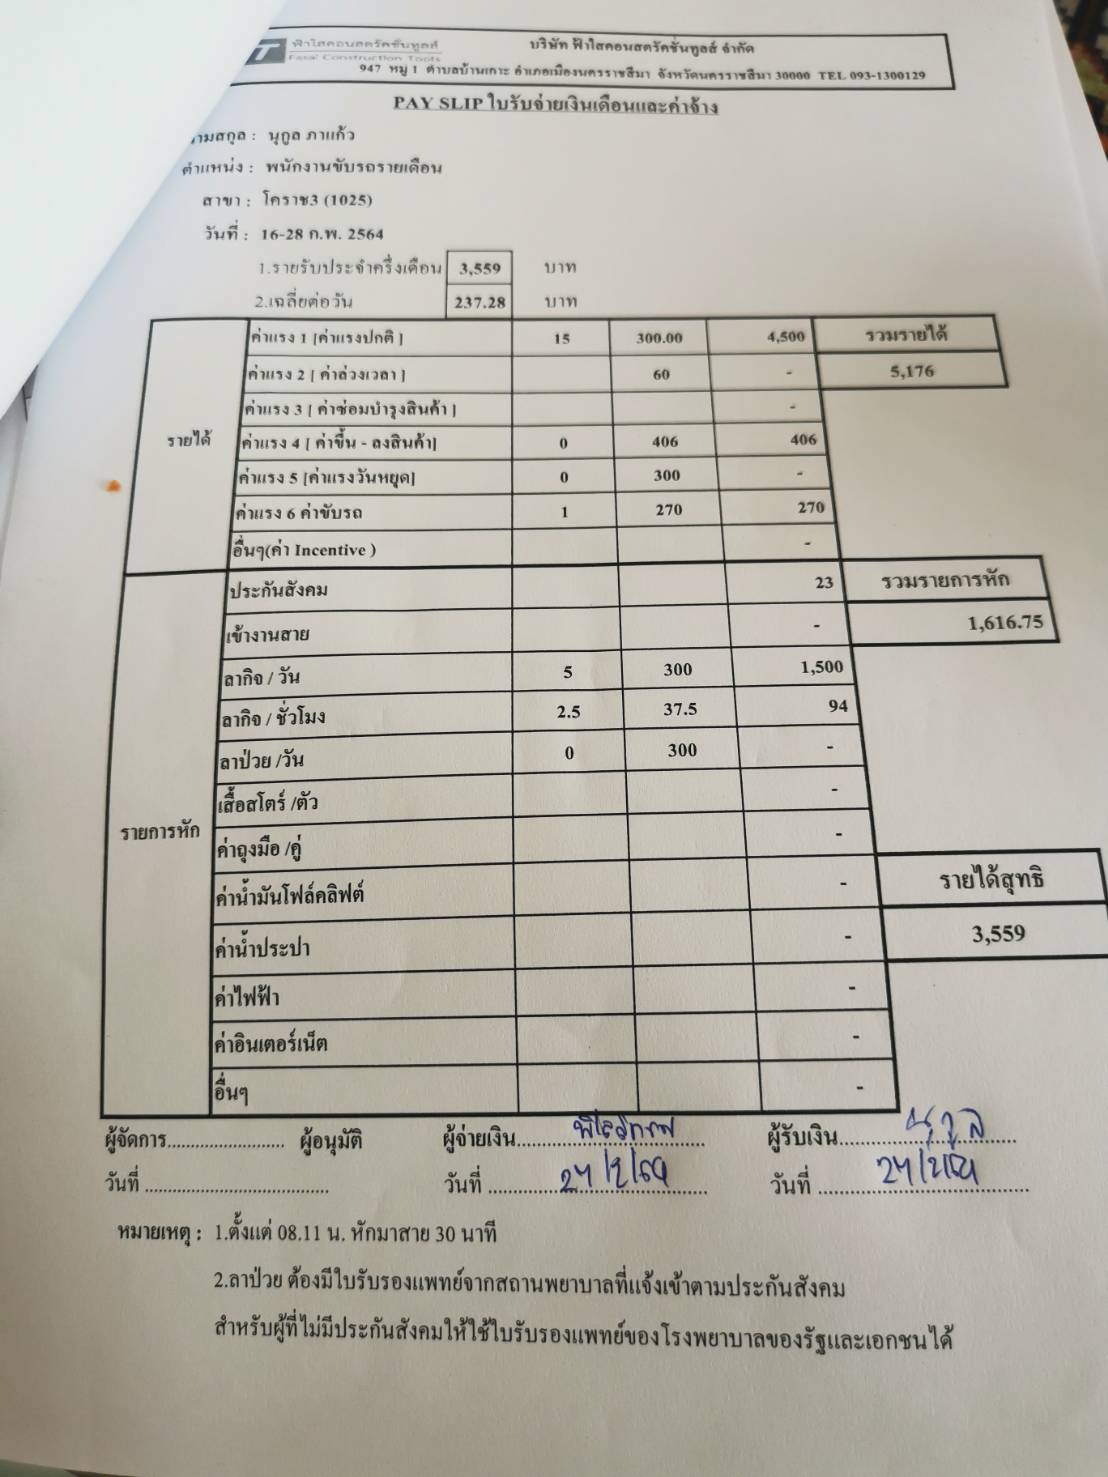 ฟ้าใสคอนสตรัคชั่นทูลส์
Fasai Construction Tools
บริษัท ฟ้าใสคอนสตรัคชั่นทูลส์ จำกัด
947 หมู่ 1 ตำบลบ้านเกาะ อำเภอเมืองนครราชสีมา จังหวัดนครราชสีมา 30000 TEL 093-1300129
PAY SLIP ใบรับจ่ายเงินเดือนและค่าจ้าง
ามสกุล : นุกูล ภาแก้ว
ตำแหน่ง : พนักงานขับรถรายเดือน
สาขา : โคราช3 (1025)
วันที่ : 16-28 ก.พ. 2564
1.รายรับประจำครึ่งเดือน 3,559 บาท
2.เฉลี่ยต่อวัน 237.28 บาท
รายได้
ค่าแรง 1 [ค่าแรงปกติ ] 15 300.00 4,500 รวมรายได้
ค่าแรง 2 [ ค่าล่วงเวลา ] 60 - 5,176
ค่าแรง 3 [ ค่าซ่อมบำรุงสินค้า ] -
ค่าแรง 4 [ ค่าขึ้น - ลงสินค้า] 0 406 406
ค่าแรง 5 [ค่าแรงวันหยุด] 0 300 -
ค่าแรง 6 ค่าขับรถ 1 270 270
อื่นๆ(ค่า Incentive ) -
รายการหัก
ประกันสังคม 23 รวมรายการหัก
เข้างานสาย - 1,616.75
ลากิจ / วัน 5 300 1,500
ลากิจ / ชั่วโมง 2.5 37.5 94
ลาป่วย /วัน 0 300 -
เสื้อสโตร์ /ตัว -
ค่าถุงมือ /คู่ -
ค่าน้ำมันโฟล์คลิฟต์ - รายได้สุทธิ
ค่าน้ำประปา - 3,559
ค่าไฟฟ้า -
ค่าอินเตอร์เน็ต -
อื่นๆ -
ผู้จัดการ........................ ผู้อนุมัติ ผู้จ่ายเงิน........................ ผู้รับเงิน........................ นุกูล
วันที่ ........................ วันที่ ........................ วันที่ ........................
หมายเหตุ : 1.ตั้งแต่ 08.11 น. หักมาสาย 30 นาที
2.ลาป่วย ต้องมีใบรับรองแพทย์จากสถานพยาบาลที่แจ้งเข้าตามประกันสังคม
สำหรับผู้ที่ไม่มีประกันสังคมให้ใช้ใบรับรองแพทย์ของโรงพยาบาลของรัฐและเอกชนได้